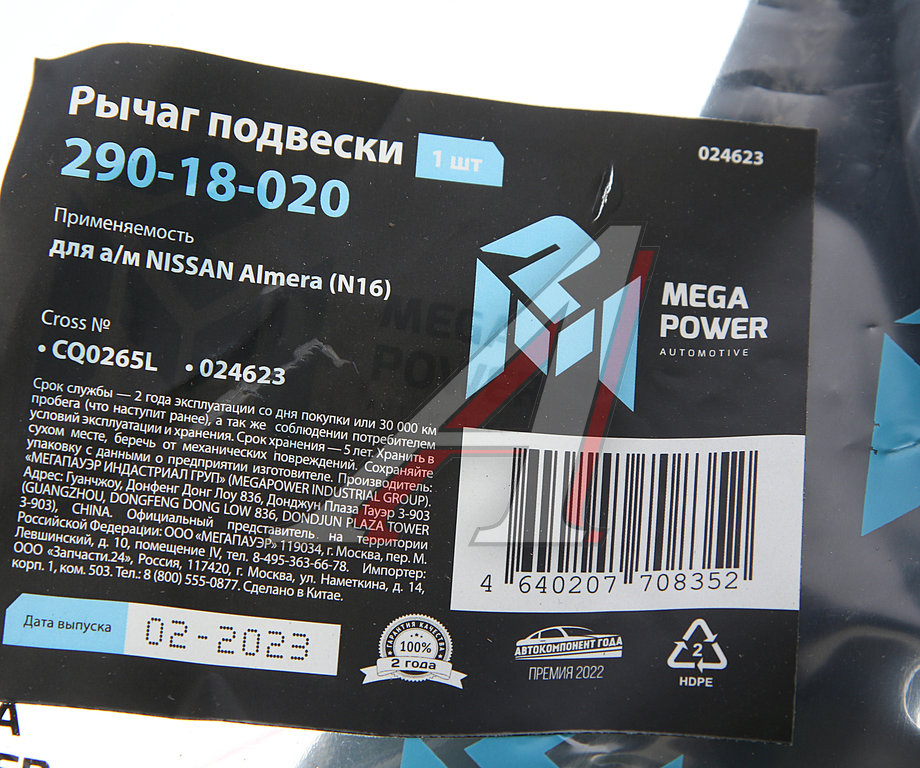 Рычаг подвески
1 шт
024623
290-18-020
Применяемость
для а/м NISSAN Almera (N16)
MEGA
POWER
AUTOMOTIVE
Cross №
• CQ0265L • 024623
Срок службы — 2 года эксплуатации со дня покупки или 30 000 км
пробега (что наступит ранее), а так же соблюдении потребителем
условий эксплуатации и хранения. Срок хранения — 5 лет. Хранить в
сухом месте, беречь от механических повреждений. Сохраняйте
упаковку с данными о предприятии изготовителе. Производитель:
«МЕГАПАУЭР ИНДАСТРИАЛ ГРУП» (MEGAPOWER INDUSTRIAL GROUP).
Адрес: Гуанчжоу, Донфенг Донг Лоу 836, Донджун Плаза Тауэр 3-903
(GUANGZHOU, DONGFENG DONG LOW 836, DONDJUN PLAZA TOWER
3-903), CHINA. Официальный представитель на территории
Российской Федерации: ООО «МЕГАПАУЭР» 119034, г. Москва, пер. М.
Левшинский, д. 10, помещение IV, тел. 8-495-363-66-78. Импортер:
ООО «Запчасти.24», Россия, 117420, г. Москва, ул. Наметкина, д. 14,
корп. 1, ком. 503. Тел.: 8 (800) 555-0877. Сделано в Китае.
4 640207 708352
Дата выпуска
02-2023
ГАРАНТИЯ КАЧЕСТВА
100%
2 года
АВТОКОМПОНЕНТ ГОДА
ПРЕМИЯ 2022
2
HDPE